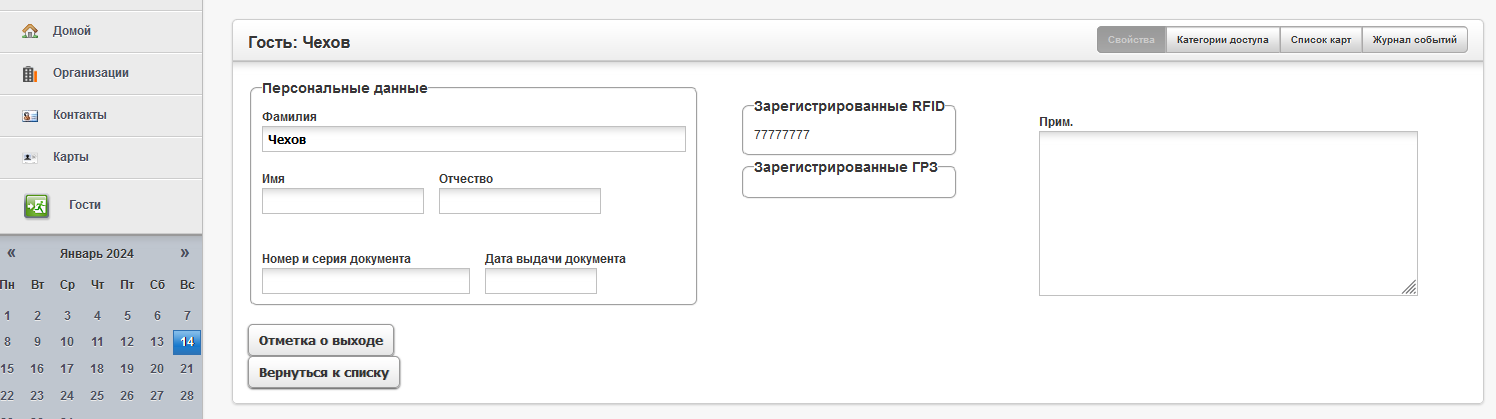 Домой
Организации
Контакты
Карты
Гости
« Январь 2024 »
Пн Вт Ср Чт Пт Сб Вс
1 2 3 4 5 6 7
8 9 10 11 12 13 14
15 16 17 18 19 20 21
22 23 24 25 26 27 28
Гость: Чехов
Свойства Категории доступа Список карт Журнал событий
Персональные данные
Фамилия
Чехов
Имя Отчество
Номер и серия документа Дата выдачи документа
Зарегистрированные RFID
77777777
Зарегистрированные ГРЗ
Прим.
Отметка о выходе
Вернуться к списку